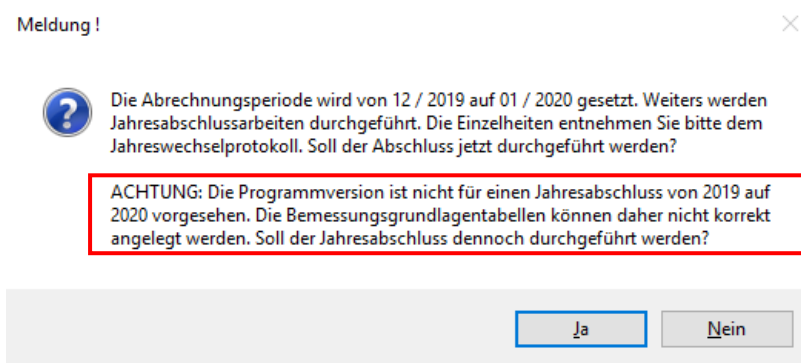 Meldung !
Die Abrechnungsperiode wird von 12 / 2019 auf 01 / 2020 gesetzt. Weiters werden
Jahresabschlussarbeiten durchgeführt. Die Einzelheiten entnehmen Sie bitte dem
Jahreswechselprotokoll. Soll der Abschluss jetzt durchgeführt werden?
ACHTUNG: Die Programmversion ist nicht für einen Jahresabschluss von 2019 auf
2020 vorgesehen. Die Bemessungsgrundlagentabellen können daher nicht korrekt
angelegt werden. Soll der Jahresabschluss dennoch durchgeführt werden?
Ja
Nein